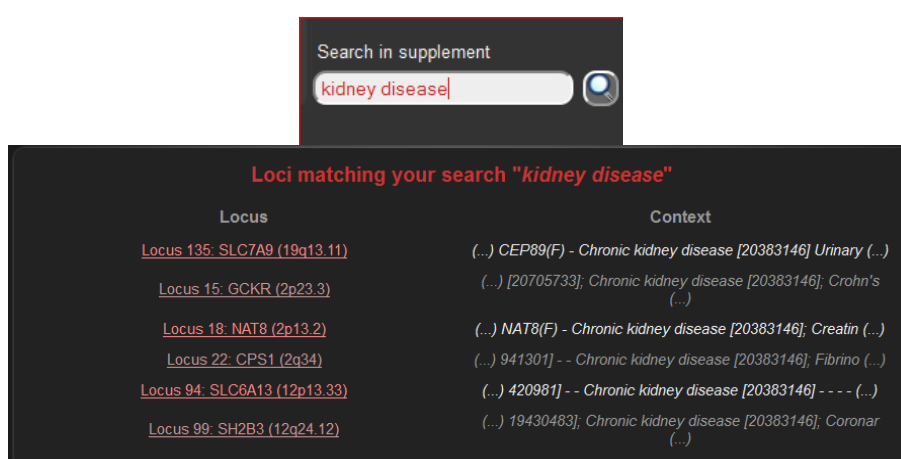 Search in supplement
kidney disease
Loci matching your search "kidney disease"
Locus Context
Locus 135: SLC7A9 (19q13.11) (...) CEP89(F) - Chronic kidney disease [20383146] Urinary (...)
Locus 15: GCKR (2p23.3) (...) [20705733]; Chronic kidney disease [20383146]; Crohn's
(...)
Locus 18: NAT8 (2p13.2) (...) NAT8(F) - Chronic kidney disease [20383146]; Creatin (...)
Locus 22: CPS1 (2q34) (...) 941301] - - Chronic kidney disease [20383146]; Fibrino (...)
Locus 94: SLC6A13 (12p13.33) (...) 420981] - - Chronic kidney disease [20383146] - - - - (...)
Locus 99: SH2B3 (12q24.12) (...) 19430483]; Chronic kidney disease [20383146]; Coronar
(...)